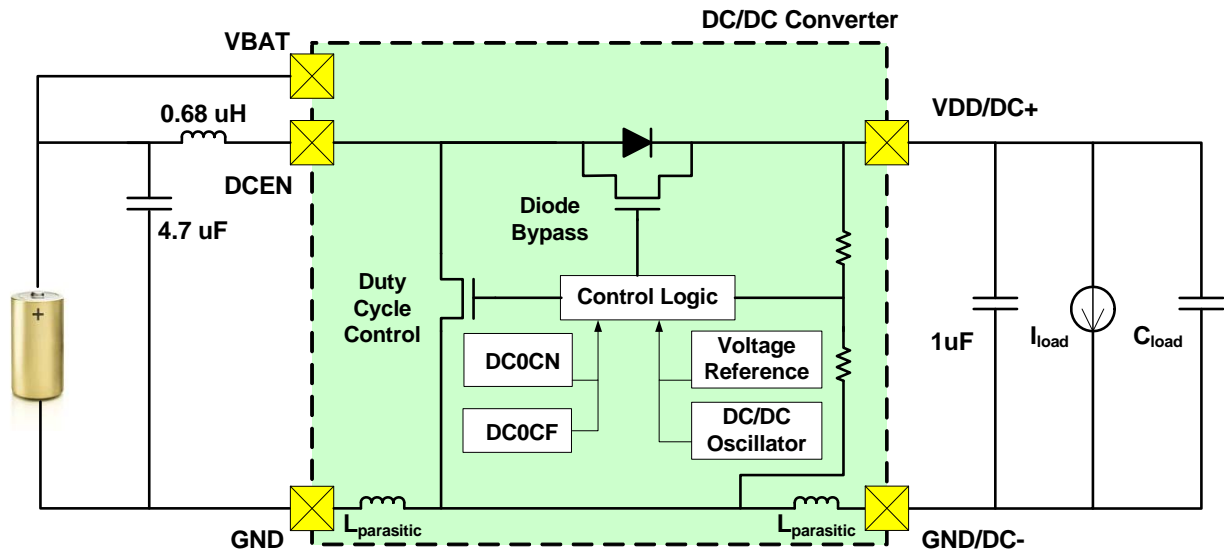 DC/DC Converter
VBAT
0.68 uH
VDD/DC+
DCEN
4.7 uF
Diode
Bypass
Duty
Cycle
Control
Control Logic
+
DC0CN
Voltage
Reference
1uF
Iload
Cload
DC0CF
DC/DC
Oscillator
Lparasitic
Lparasitic
GND
GND/DC-